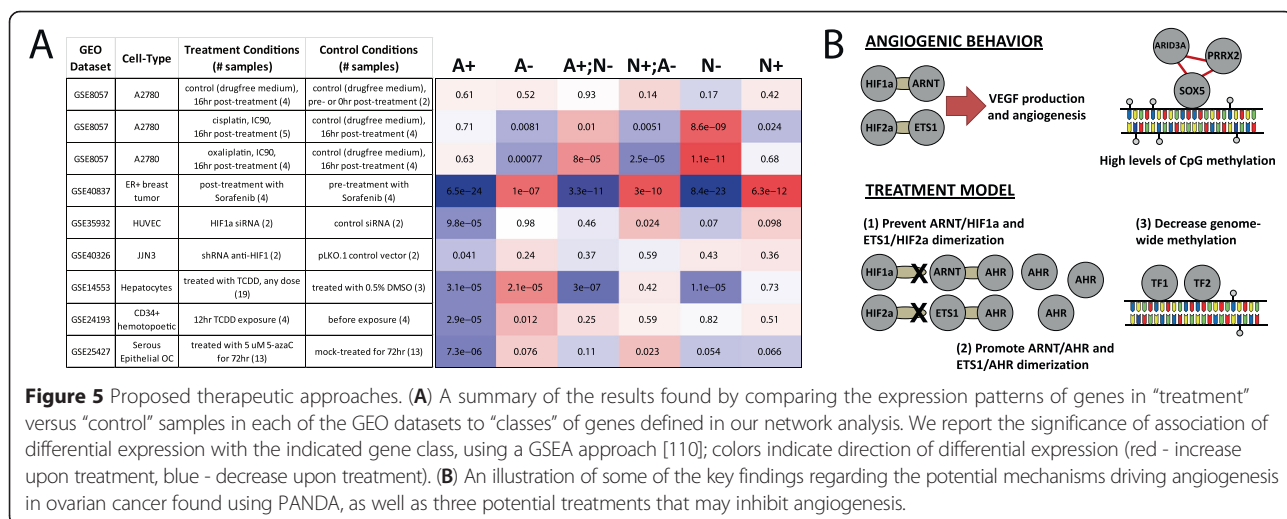 A
GEO Dataset Cell-Type Treatment Conditions (# samples) Control Conditions (# samples) A+ A- A+;N- N+;A- N- N+
GSE8057 A2780 control (drugfree medium), 16hr post-treatment (4) control (drugfree medium), pre- or 0hr post-treatment (2) 0.61 0.52 0.93 0.14 0.17 0.42
GSE8057 A2780 cisplatin, IC90, 16hr post-treatment (5) control (drugfree medium), 16hr post-treatment (4) 0.71 0.0081 0.01 0.0051 8.6e−09 0.024
GSE8057 A2780 oxaliplatin, IC90, 16hr post-treatment (4) control (drugfree medium), 16hr post-treatment (4) 0.63 0.00077 8e−05 2.5e−05 1.1e−11 0.68
GSE40837 ER+ breast tumor post-treatment with Sorafenib (4) pre-treatment with Sorafenib (4) 6.5e−24 1e−07 3.3e−11 3e−10 8.4e−23 6.3e−12
GSE35932 HUVEC HIF1a siRNA (2) control siRNA (2) 9.8e−05 0.98 0.46 0.024 0.07 0.098
GSE40326 JJN3 shRNA anti-HIF1 (2) pLKO.1 control vector (2) 0.041 0.24 0.37 0.59 0.43 0.36
GSE14553 Hepatocytes treated with TCDD, any dose (19) treated with 0.5% DMSO (3) 3.1e−05 2.1e−05 3e−07 0.42 1.1e−05 0.73
GSE24193 CD34+ hemotopoetic 12hr TCDD exposure (4) before exposure (4) 2.9e−05 0.012 0.25 0.59 0.82 0.51
GSE25427 Serous Epithelial OC treated with 5 uM 5-azaC for 72hr (13) mock-treated for 72hr (13) 7.3e−06 0.076 0.11 0.023 0.054 0.066
B
ANGIOGENIC BEHAVIOR
HIF1a ARNT
HIF2a ETS1
VEGF production
and angiogenesis
ARID3A PRRX2
SOX5
High levels of CpG methylation
TREATMENT MODEL
(1) Prevent ARNT/HIF1a and
ETS1/HIF2a dimerization
HIF1a X ARNT AHR AHR AHR
HIF2a X ETS1 AHR AHR
(2) Promote ARNT/AHR and
ETS1/AHR dimerization
(3) Decrease genome-
wide methylation
TF1 TF2
Figure 5 Proposed therapeutic approaches. (A) A summary of the results found by comparing the expression patterns of genes in “treatment”
versus “control” samples in each of the GEO datasets to “classes” of genes defined in our network analysis. We report the significance of association of
differential expression with the indicated gene class, using a GSEA approach [110]; colors indicate direction of differential expression (red - increase
upon treatment, blue - decrease upon treatment). (B) An illustration of some of the key findings regarding the potential mechanisms driving angiogenesis
in ovarian cancer found using PANDA, as well as three potential treatments that may inhibit angiogenesis.